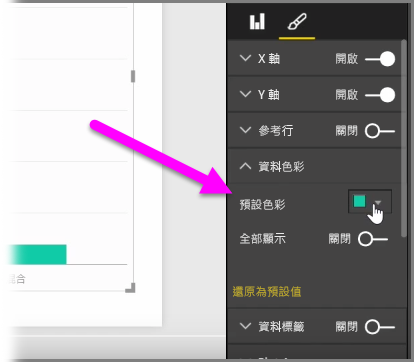 X 軸 開啟
Y 軸 開啟
參考行 關閉
資料色彩
預設色彩
全部顯示 關閉
合
還原為預設值
資料標籤 關閉